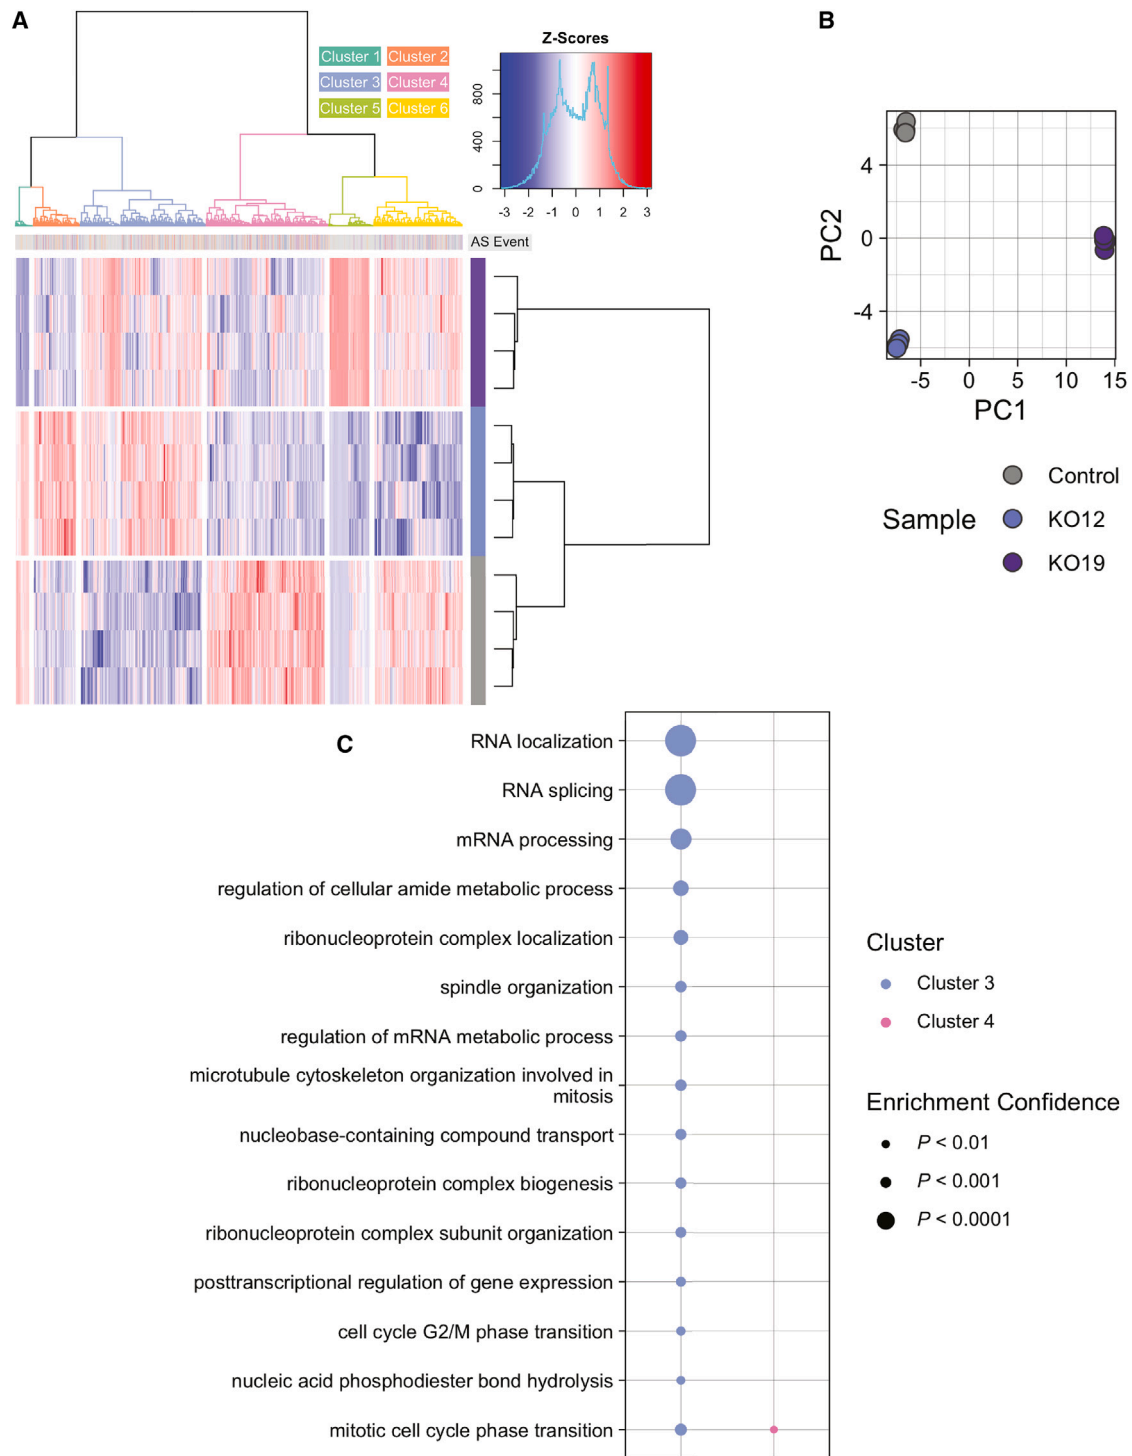 A
Cluster 1 Cluster 2
Cluster 3 Cluster 4
Cluster 5 Cluster 6
Z-Scores
800
400
0
-3 -2 -1 0 1 2 3
AS Event
B
PC2
4
0
-4
-5 0 5 10 15
PC1
Sample
Control
KO12
KO19
C
RNA localization
RNA splicing
mRNA processing
regulation of cellular amide metabolic process
ribonucleoprotein complex localization
spindle organization
regulation of mRNA metabolic process
microtubule cytoskeleton organization involved in
mitosis
nucleobase-containing compound transport
ribonucleoprotein complex biogenesis
ribonucleoprotein complex subunit organization
posttranscriptional regulation of gene expression
cell cycle G2/M phase transition
nucleic acid phosphodiester bond hydrolysis
mitotic cell cycle phase transition
Cluster
Cluster 3
Cluster 4
Enrichment Confidence
P < 0.01
P < 0.001
P < 0.0001